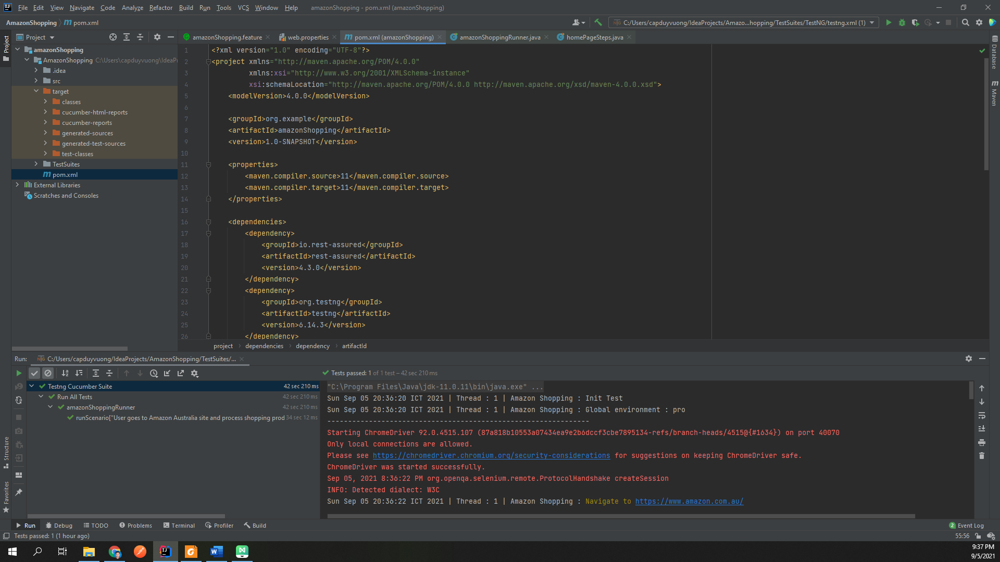 File Edit View Navigate Code Analyze Refactor Build Run Tools VCS Window Help amazonShopping - pom.xml (amazonShopping)
AmazonShopping pom.xml
C:/Users/capduyvuong/IdeaProjects/Amazo...hopping/TestSuites/TestNG/testng.xml (1)
Project
amazonShopping.feature web.properties pom.xml (amazonShopping) amazonShoppingRunner.java homePageSteps.java
Project
Structure
Favorites
Database
Maven
amazonShopping
AmazonShopping C:\Users\capduyvuong\IdeaPr
.idea
src
target
classes
cucumber-html-reports
cucumber-reports
generated-sources
generated-test-sources
test-classes
TestSuites
pom.xml
External Libraries
Scratches and Consoles
1 <?xml version="1.0" encoding="UTF-8"?>
2 <project xmlns="http://maven.apache.org/POM/4.0.0"
3 xmlns:xsi="http://www.w3.org/2001/XMLSchema-instance"
4 xsi:schemaLocation="http://maven.apache.org/POM/4.0.0 http://maven.apache.org/xsd/maven-4.0.0.xsd">
5 <modelVersion>4.0.0</modelVersion>
6
7 <groupId>org.example</groupId>
8 <artifactId>amazonShopping</artifactId>
9 <version>1.0-SNAPSHOT</version>
10
11 <properties>
12 <maven.compiler.source>11</maven.compiler.source>
13 <maven.compiler.target>11</maven.compiler.target>
14 </properties>
15
16 <dependencies>
17 <dependency>
18 <groupId>io.rest-assured</groupId>
19 <artifactId>rest-assured</artifactId>
20 <version>4.3.0</version>
21 </dependency>
22 <dependency>
23 <groupId>org.testng</groupId>
24 <artifactId>testng</artifactId>
25 <version>6.14.3</version>
26 </dependency>
project dependencies dependency artifactId
Run: C:/Users/capduyvuong/IdeaProjects/AmazonShopping/TestSuites/...
Tests passed: 1 of 1 test – 42 sec 210 ms
Testng Cucumber Suite 42 sec 210 ms
Run All Tests 42 sec 210 ms
amazonShoppingRunner 42 sec 210 ms
runScenario["User goes to Amazon Australia site and process shopping prod 34 sec 12 ms
"C:\Program Files\Java\jdk-11.0.11\bin\java.exe" ...
Sun Sep 05 20:36:20 ICT 2021 | Thread : 1 | Amazon Shopping : Init Test
Sun Sep 05 20:36:20 ICT 2021 | Thread : 1 | Amazon Shopping : Global environment : pro
---------------------------------------------------------------
Starting ChromeDriver 92.0.4515.107 (87a818b10553a07434ea9e2b6dccf3cbe7895134-refs/branch-heads/4515@{#1634}) on port 40070
Only local connections are allowed.
Please see https://chromedriver.chromium.org/security-considerations for suggestions on keeping ChromeDriver safe.
ChromeDriver was started successfully.
Sep 05, 2021 8:36:22 PM org.openqa.selenium.remote.ProtocolHandshake createSession
INFO: Detected dialect: W3C
Sun Sep 05 20:36:22 ICT 2021 | Thread : 1 | Amazon Shopping : Navigate to https://www.amazon.com.au/
Run Debug TODO Problems Terminal Profiler Build
2 Event Log
Tests passed: 1 (1 hour ago)
55:56
9:37 PM
9/5/2021